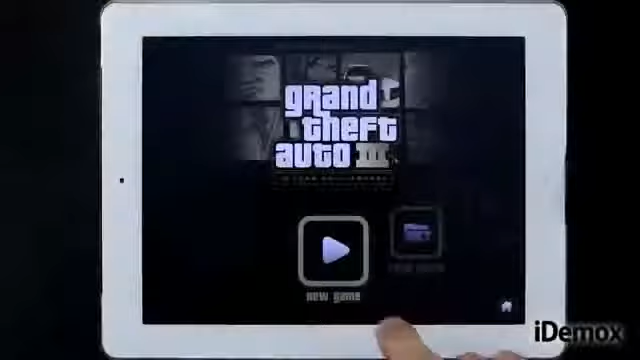 grand
theft
auto III
new game
iDemox